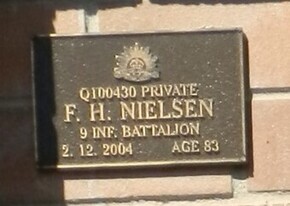 Q100430 PRIVATE
F. H. NIELSEN
9 INF. BATTALION
2. 12. 2004 AGE 83